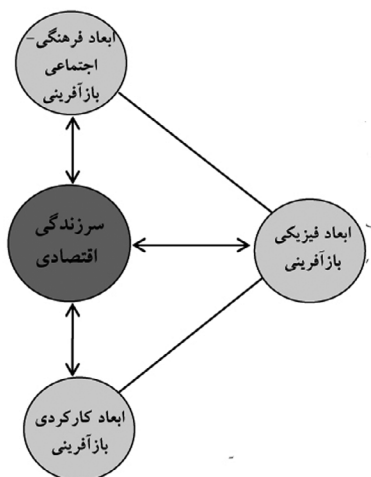 ابعاد فرهنگی-
اجتماعی
بازآفرینی
سرزندگی
اقتصادی
ابعاد فیزیکی
بازآفرینی
ابعاد کارکردی
بازآفرینی